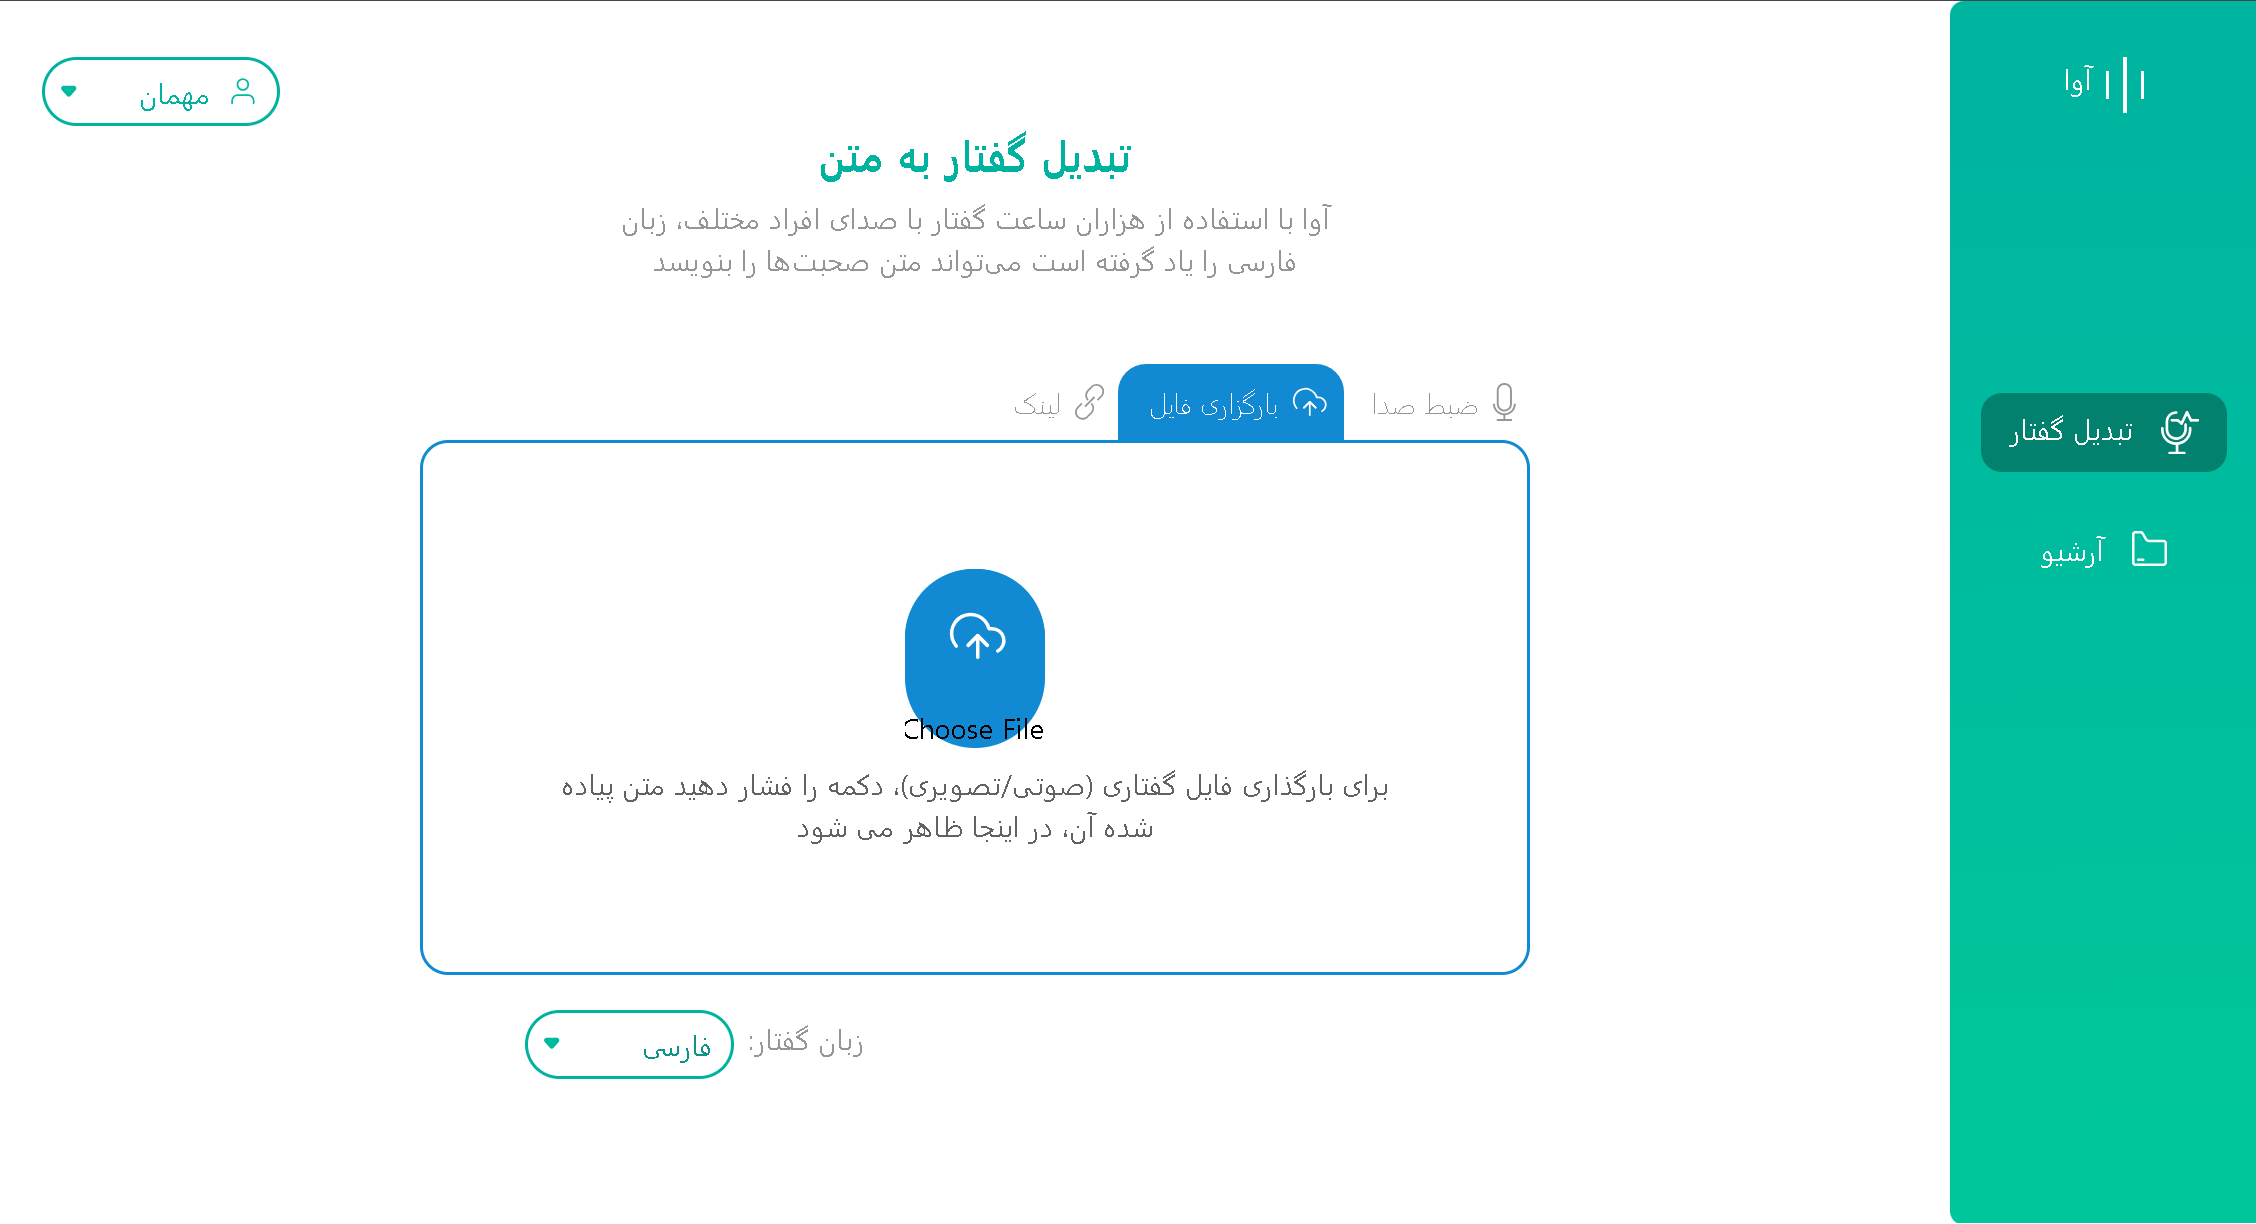 آوا
تبدیل گفتار
آرشیو
مهمان
تبدیل گفتار به متن
آوا با استفاده از هزاران ساعت گفتار با صدای افراد مختلف، زبان
فارسی را یاد گرفته است می‌تواند متن صحبت‌ها را بنویسد
ضبط صدا
بارگزاری فایل
لینک
Choose File
برای بارگذاری فایل گفتاری (صوتی/تصویری)، دکمه را فشار دهید متن پیاده
شده آن، در اینجا ظاهر می شود
زبان گفتار:
فارسی